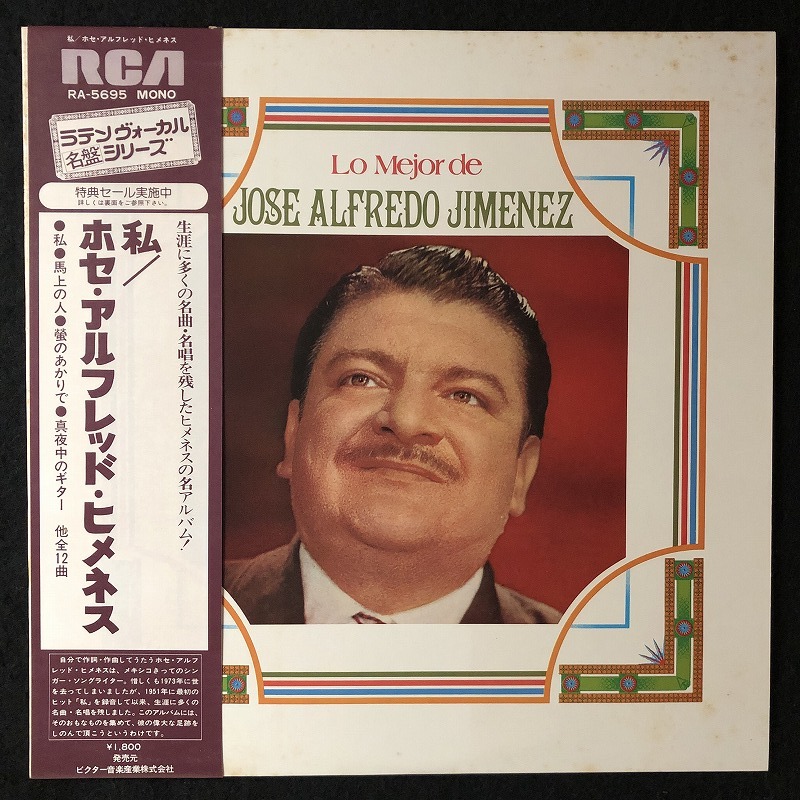 私/ホセ・アルフレッド・ヒメネス
RCA
RA-5695 MONO
ラテンヴォーカル
名盤シリーズ
特典セール実施中
詳しくは裏面をご参照下さい。
生涯に多くの名曲・名唱を残したヒメネスの名アルバム!
私/
ホセ・アルフレッド・ヒメネス
●私●馬上の人●螢のあかりで●真夜中のギター 他全12曲
自分で作詞・作曲してうたうホセ・アルフ
レッド・ヒメネスは、メキシコきってのシン
ガー・ソングライター。惜しくも1973年に世
を去ってしまいましたが、1951年に最初の
ヒット「私」を録音して以来、生涯に多くの
名曲・名唱を残しました。このアルバムには、
そのおもなものを集めて、彼の偉大な足跡を
しのんで頂こうというわけです。
¥1,800
発売元
ビクター音楽産業株式会社
Lo Mejor de
JOSE ALFREDO JIMENEZ